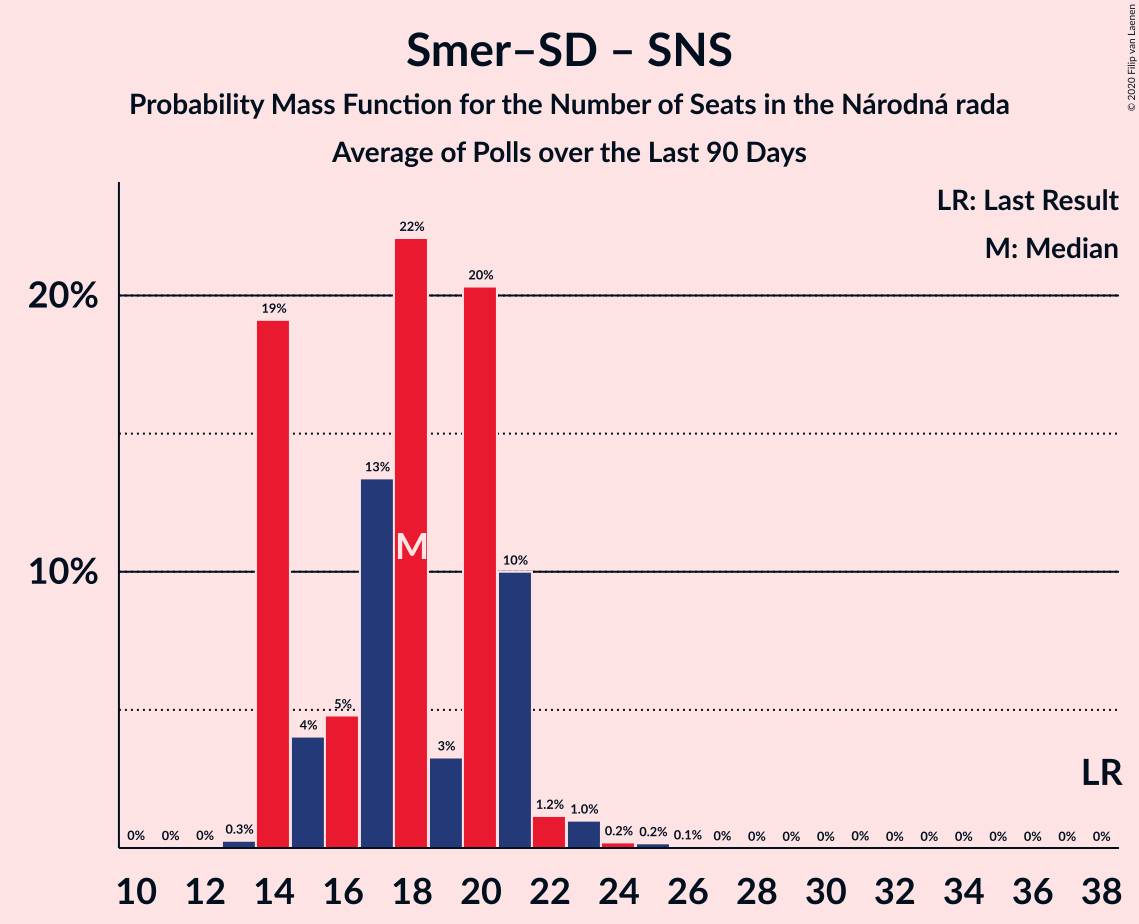 Smer–SD – SNS
Probability Mass Function for the Number of Seats in the Národná rada
Average of Polls over the Last 90 Days
© 2020 Filip van Laenen
LR: Last Result
M: Median
20%
10%
0% 0% 0% 0.3% 19% 4% 5% 13% 22% 3% 20% 10% 1.2% 1.0% 0.2% 0.2% 0.1% 0% 0% 0% 0% 0% 0% 0% 0% 0% 0% 0% 0%
M
LR
10 12 14 16 18 20 22 24 26 28 30 32 34 36 38